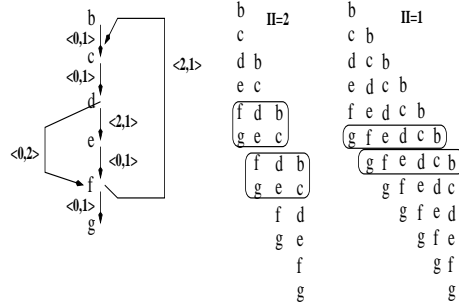 b
<0,1>
c
<0,1>
<2,1>
d
<2,1>
e
<0,2>
<0,1>
f
<0,1>
g
II=2
b
c
d b
e c
f d b
g e c
f d b
g e c
f d
g e
f
g
II=1
b
c b
d c b
e d c b
f e d c b
g f e d c b
g f e d c b
g f e d c
g f e d
g f e
g f
g